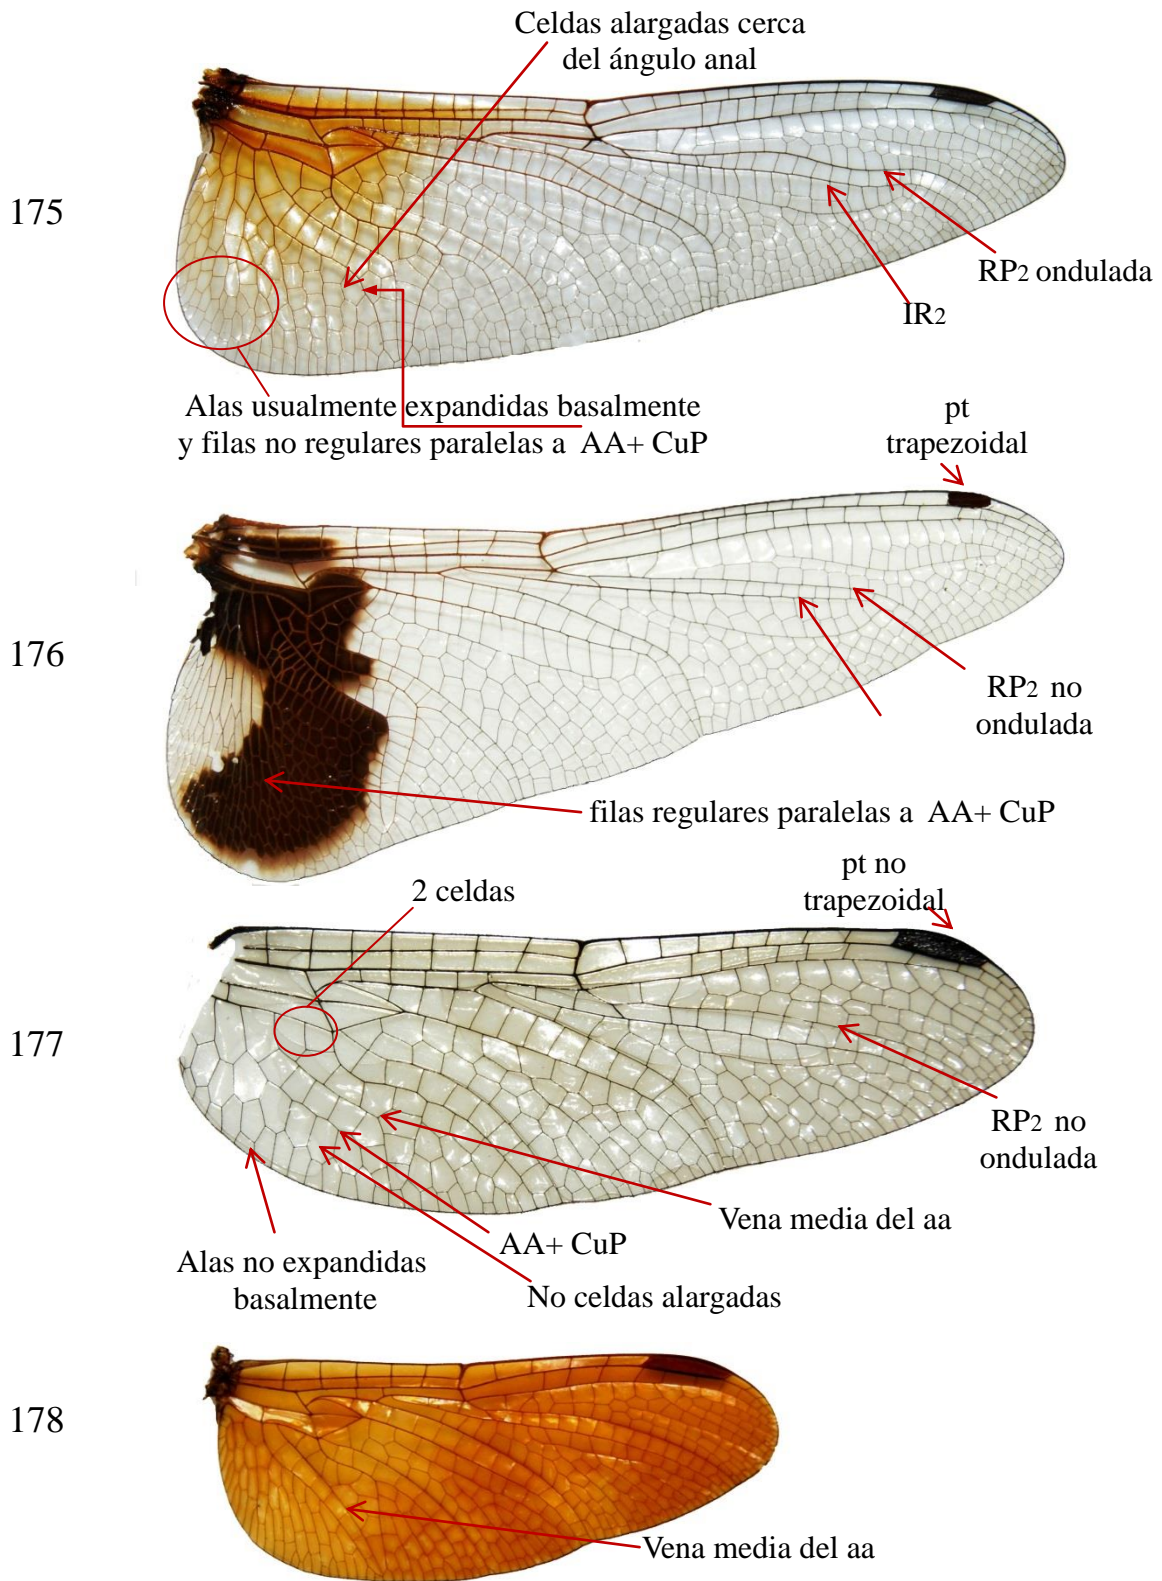 Celdas alargadas cerca
del ángulo anal
175
RP2 ondulada
IR2
Alas usualmente expandidas basalmente
y filas no regulares paralelas a AA+ CuP
pt
trapezoidal
176
RP2 no
ondulada
filas regulares paralelas a AA+ CuP
2 celdas
pt no
trapezoidal
177
RP2 no
ondulada
Vena media del aa
AA+ CuP
Alas no expandidas
basalmente
No celdas alargadas
178
Vena media del aa